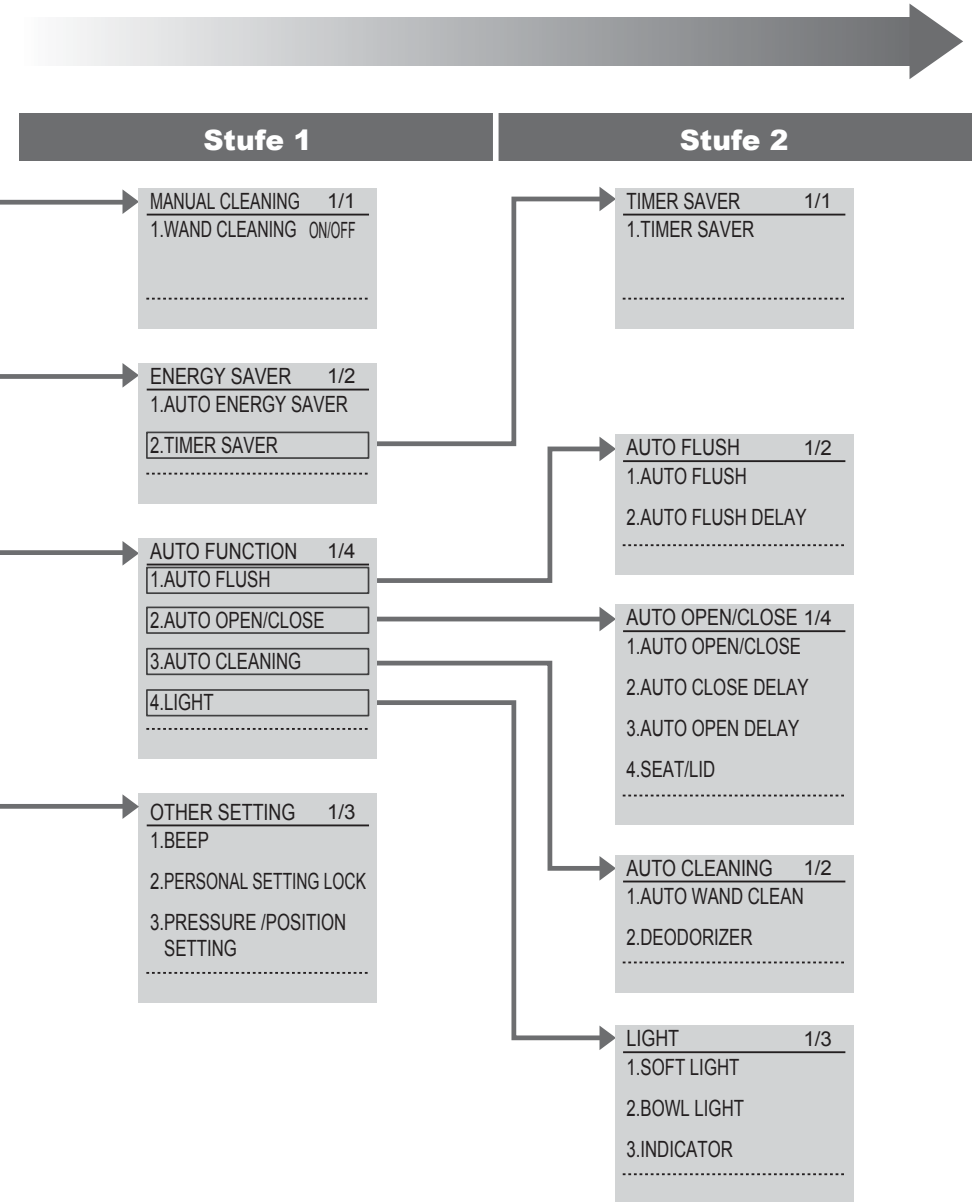 Stufe 1
Stufe 2
MANUAL CLEANING 1/1
1.WAND CLEANING ON/OFF
ENERGY SAVER 1/2
1.AUTO ENERGY SAVER
2.TIMER SAVER
AUTO FUNCTION 1/4
1.AUTO FLUSH
2.AUTO OPEN/CLOSE
3.AUTO CLEANING
4.LIGHT
OTHER SETTING 1/3
1.BEEP
2.PERSONAL SETTING LOCK
3.PRESSURE /POSITION
SETTING
TIMER SAVER 1/1
1.TIMER SAVER
AUTO FLUSH 1/2
1.AUTO FLUSH
2.AUTO FLUSH DELAY
AUTO OPEN/CLOSE 1/4
1.AUTO OPEN/CLOSE
2.AUTO CLOSE DELAY
3.AUTO OPEN DELAY
4.SEAT/LID
AUTO CLEANING 1/2
1.AUTO WAND CLEAN
2.DEODORIZER
LIGHT 1/3
1.SOFT LIGHT
2.BOWL LIGHT
3.INDICATOR